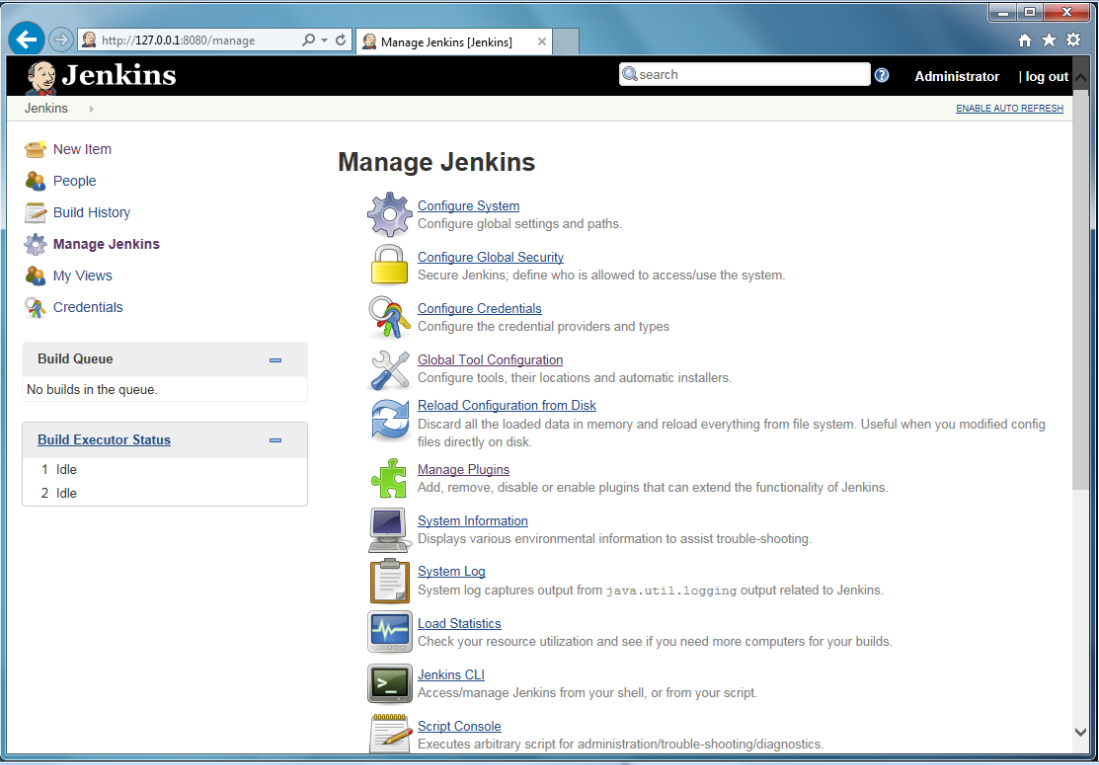 http://127.0.0.1:8080/manage
Manage Jenkins [Jenkins]
Jenkins
search
Administrator
| log out
Jenkins
ENABLE AUTO REFRESH
New Item
People
Build History
Manage Jenkins
My Views
Credentials
Build Queue
No builds in the queue.
Build Executor Status
1 Idle
2 Idle
Manage Jenkins
Configure System
Configure global settings and paths.
Configure Global Security
Secure Jenkins; define who is allowed to access/use the system.
Configure Credentials
Configure the credential providers and types
Global Tool Configuration
Configure tools, their locations and automatic installers.
Reload Configuration from Disk
Discard all the loaded data in memory and reload everything from file system. Useful when you modified config
files directly on disk.
Manage Plugins
Add, remove, disable or enable plugins that can extend the functionality of Jenkins.
System Information
Displays various environmental information to assist trouble-shooting.
System Log
System log captures output from java.util.logging output related to Jenkins.
Load Statistics
Check your resource utilization and see if you need more computers for your builds.
Jenkins CLI
Access/manage Jenkins from your shell, or from your script.
Script Console
Executes arbitrary script for administration/trouble-shooting/diagnostics.